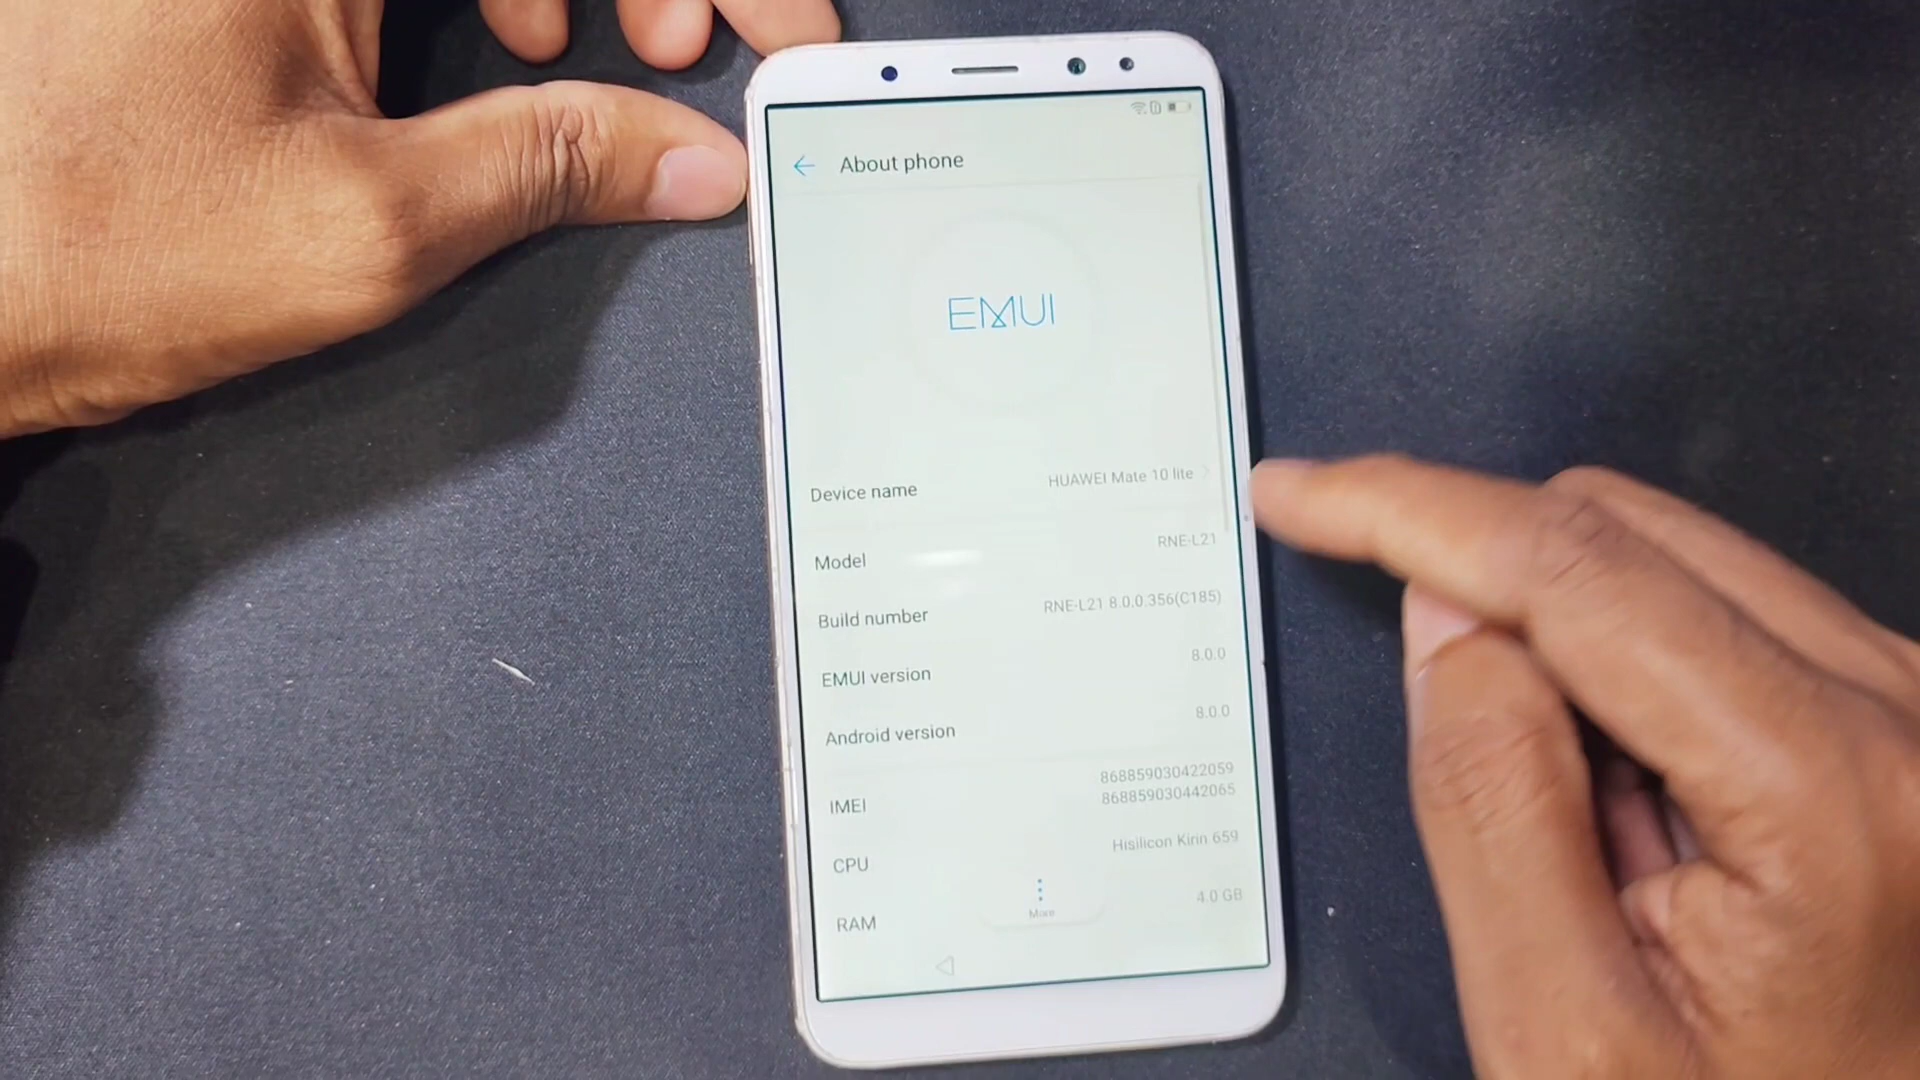 About phone
EMUI
Device name HUAWEI Mate 10 lite
Model RNE-L21
Build number RNE-L21 8.0.0.356(C185)
EMUI version 8.0.0
Android version 8.0.0
IMEI 868859030422059
868859030442065
CPU Hisilicon Kirin 659
RAM 4.0 GB
More